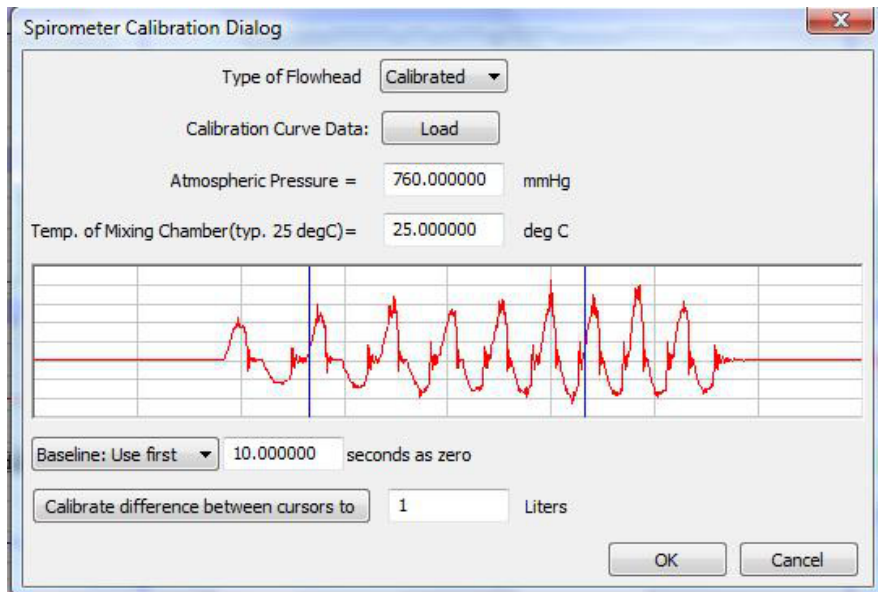 Spirometer Calibration Dialog
Type of Flowhead Calibrated
Calibration Curve Data: Load
Atmospheric Pressure = 760.000000 mmHg
Temp. of Mixing Chamber(typ. 25 degC)= 25.000000 deg C
Baseline: Use first 10.000000 seconds as zero
Calibrate difference between cursors to 1 Liters
OK Cancel